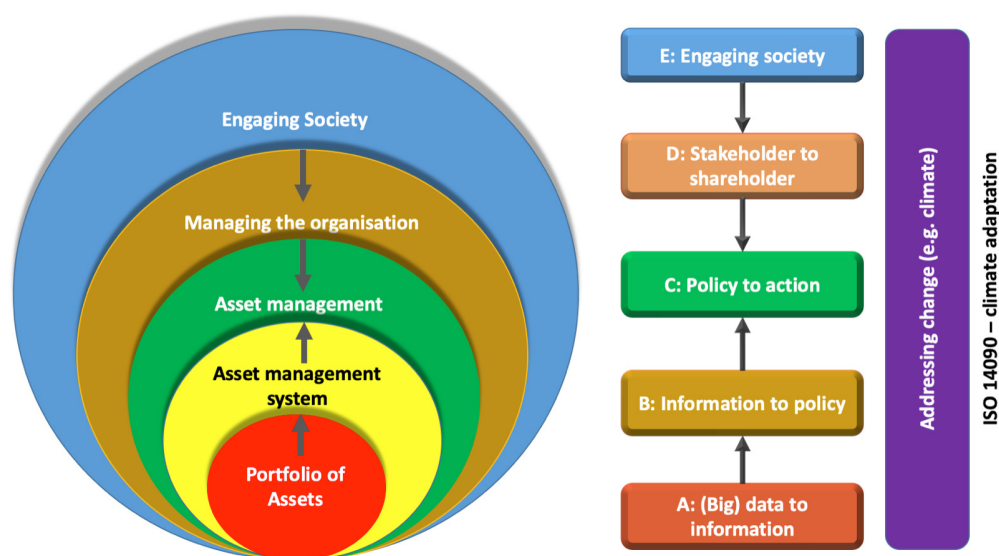 Engaging Society
Managing the organisation
Asset management
Asset management
system
Portfolio of
Assets
E: Engaging society
D: Stakeholder to
shareholder
C: Policy to action
B: Information to policy
A: (Big) data to
information
Addressing change (e.g. climate)
ISO 14090 – climate adaptation